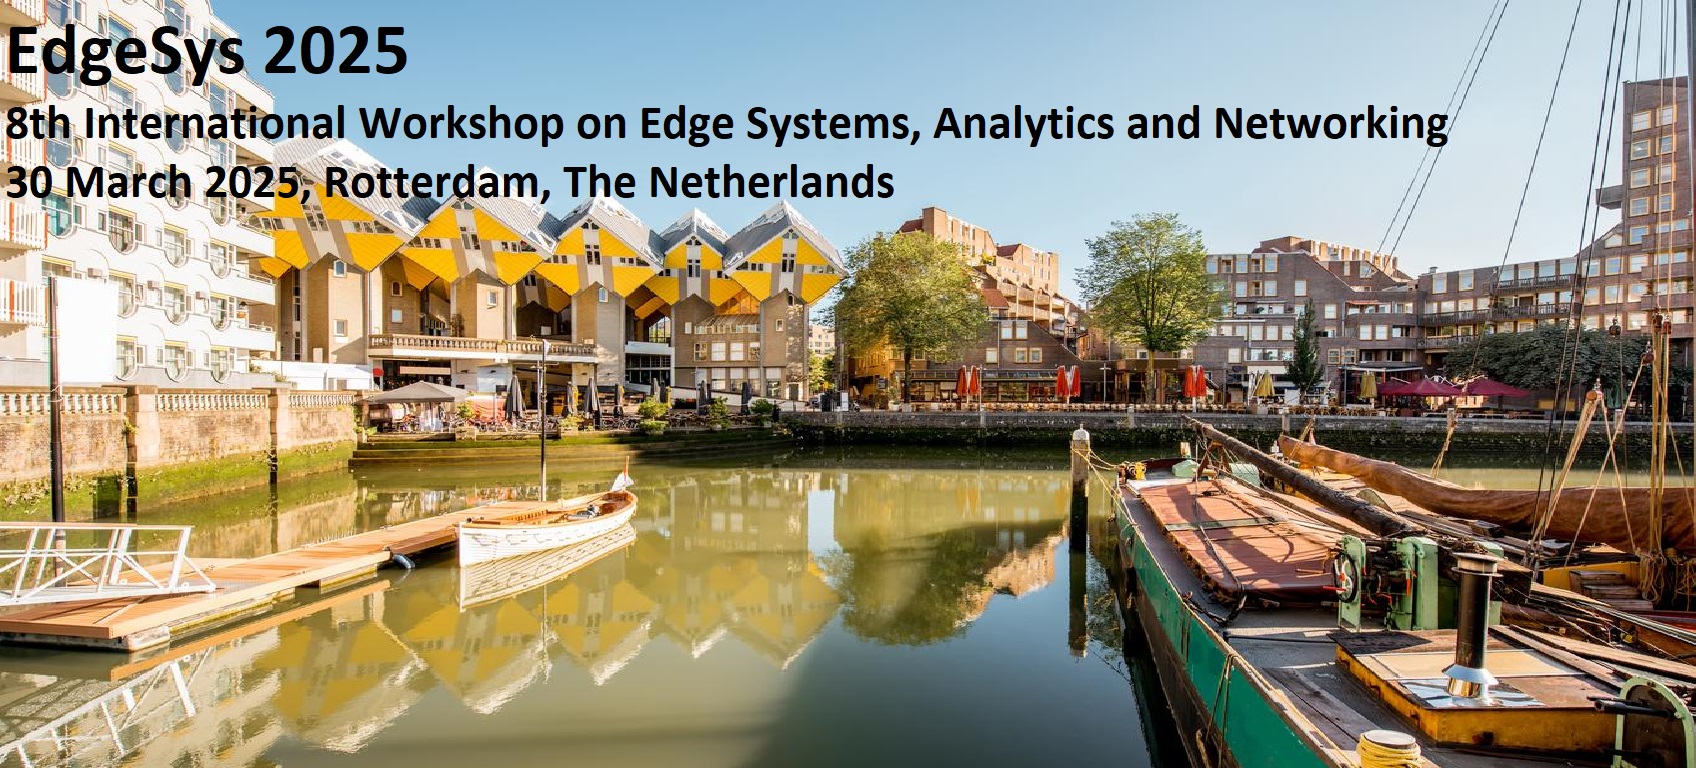 EdgeSys 2025
8th International Workshop on Edge Systems, Analytics and Networking
30 March 2025, Rotterdam, The Netherlands